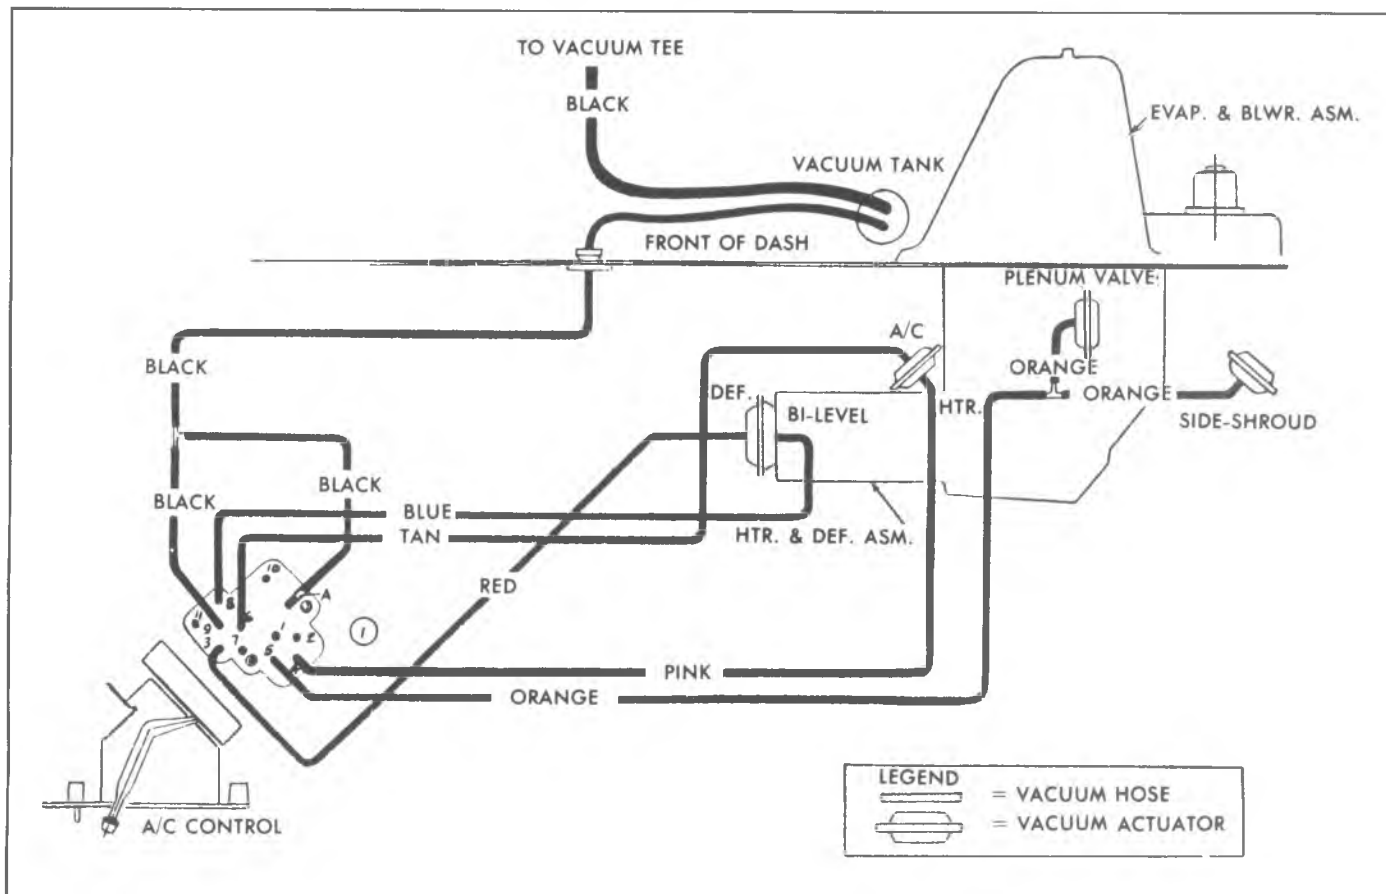 TO VACUUM TEE
BLACK
EVAP. & BLWR. ASM.
VACUUM TANK
FRONT OF DASH
PLENUM VALVE
A/C
BLACK
ORANGE
DEF.
HTR.
ORANGE
BI-LEVEL
SIDE-SHROUD
BLACK
BLACK
BLUE
TAN
HTR. & DEF. ASM.
RED
10
A
8
11
9
1
2
1
3
7
5
PINK
ORANGE
LEGEND
= VACUUM HOSE
= VACUUM ACTUATOR
A/C CONTROL